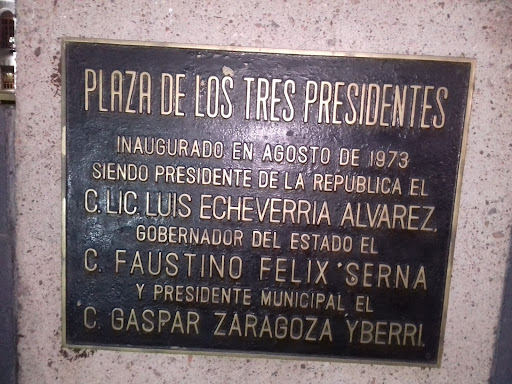 PLAZA DE LOS TRES PRESIDENTES
INAUGURADO EN AGOSTO DE 1973
SIENDO PRESIDENTE DE LA REPUBLICA EL
C. LIC. LUIS ECHEVERRIA ALVAREZ.
GOBERNADOR DEL ESTADO EL
C. FAUSTINO FELIX SERNA
Y PRESIDENTE MUNICIPAL EL
C. GASPAR ZARAGOZA YBERRI.